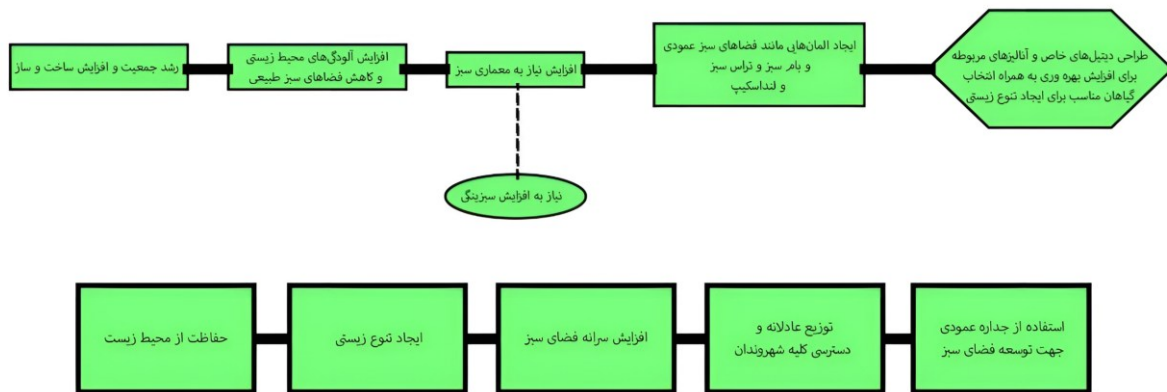 رشد جمعیت و افزایش ساخت و ساز
افزایش آلودگی‌های محیط زیستی
و کاهش فضاهای سبز طبیعی
افزایش نیاز به معماری سبز
ایجاد المان‌هایی مانند فضاهای سبز عمودی
و بام سبز و تراس سبز
و لنداسکیپ
طراحی دیتیل‌های خاص و آنالیزهای مربوطه
برای افزایش بهره وری به همراه انتخاب
گیاهان مناسب برای ایجاد تنوع زیستی
نیاز به افزایش سبزینگی
حفاظت از محیط زیست
ایجاد تنوع زیستی
افزایش سرانه فضای سبز
توزیع عادلانه و
دسترسی کلیه شهروندان
استفاده از جداره عمودی
جهت توسعه فضای سبز